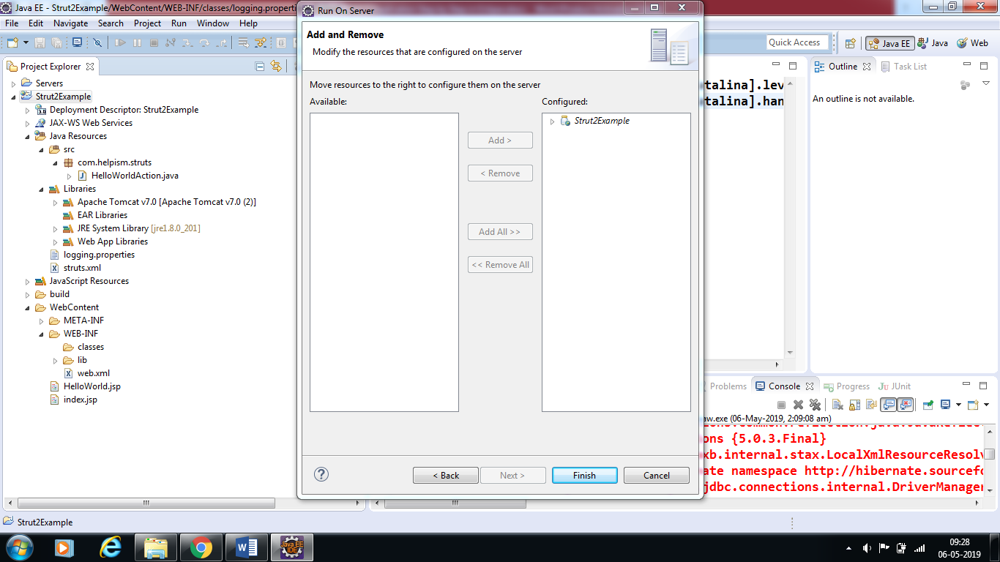 Java EE - Strut2Example/WebContent/WEB-INF/classes/logging.properti
File Edit Navigate Search Project Run Window Help
Quick Access
Java EE Java Web
Project Explorer
Servers
Strut2Example
Deployment Descriptor: Strut2Example
JAX-WS Web Services
Java Resources
src
com.helpism.struts
HelloWorldAction.java
Libraries
Apache Tomcat v7.0 [Apache Tomcat v7.0 (2)]
EAR Libraries
JRE System Library [jre1.8.0_201]
Web App Libraries
logging.properties
struts.xml
JavaScript Resources
build
WebContent
META-INF
WEB-INF
classes
lib
web.xml
HelloWorld.jsp
index.jsp
Run On Server
Add and Remove
Modify the resources that are configured on the server
Move resources to the right to configure them on the server
Available:
Configured:
Strut2Example
Add >
< Remove
Add All >>
<< Remove All
< Back
Next >
Finish
Cancel
talina].lev
talina].han
Outline
Task List
An outline is not available.
Problems
Console
Progress
JUnit
aw.exe (06-May-2019, 2:09:08 am)
ons {5.0.3.Final}
xb.internal.stax.LocalXmlResourceResolv
ate namespace http://hibernate.sourcefo
jdbc.connections.internal.DriverManager
Strut2Example
Java EE
IDE
09:28
06-05-2019